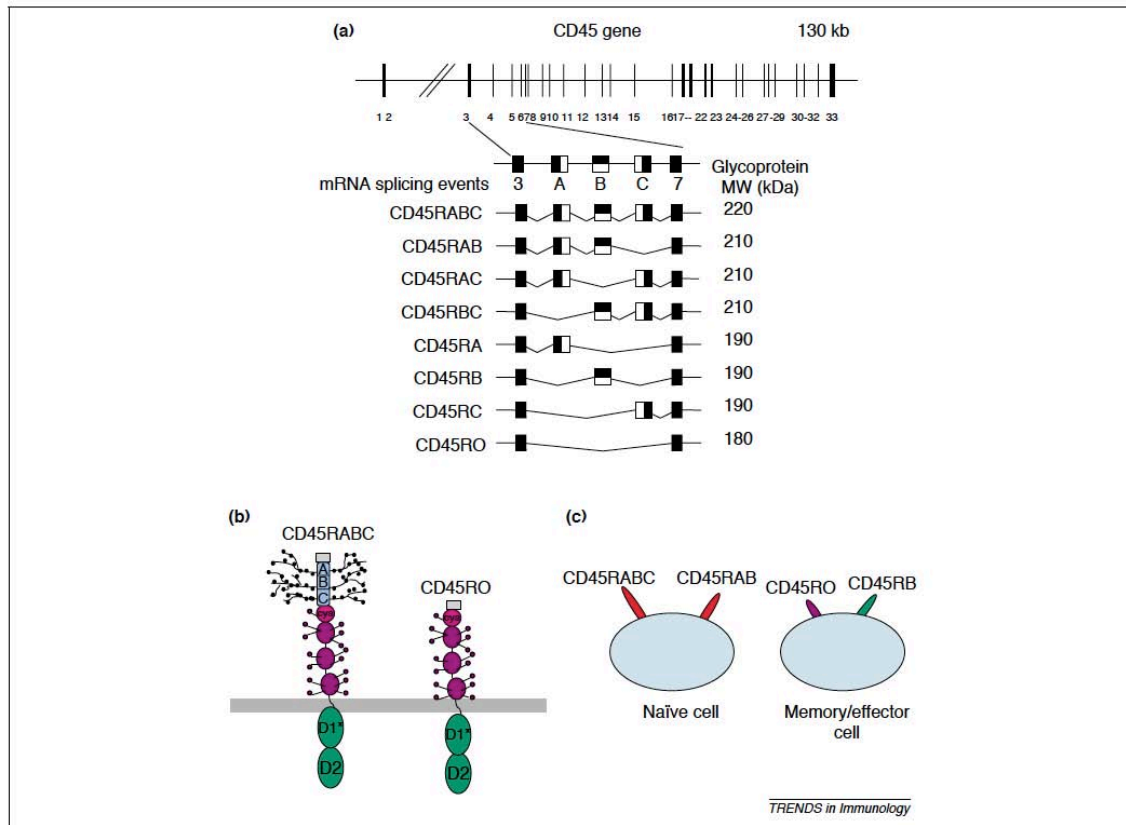 (a) CD45 gene 130 kb
1 2 3 4 5 678 910 11 12 1314 15 1617-- 22 23 24-26 27-29 30-32 33
3 A B C 7
mRNA splicing events
Glycoprotein
MW (kDa)
CD45RABC 220
CD45RAB 210
CD45RAC 210
CD45RBC 210
CD45RA 190
CD45RB 190
CD45RC 190
CD45RO 180
(b)
CD45RABC
A
B
C
cys
D1*
D2
CD45RO
cys
D1*
D2
(c)
CD45RABC CD45RAB
Naïve cell
CD45RO CD45RB
Memory/effector
cell
TRENDS in Immunology